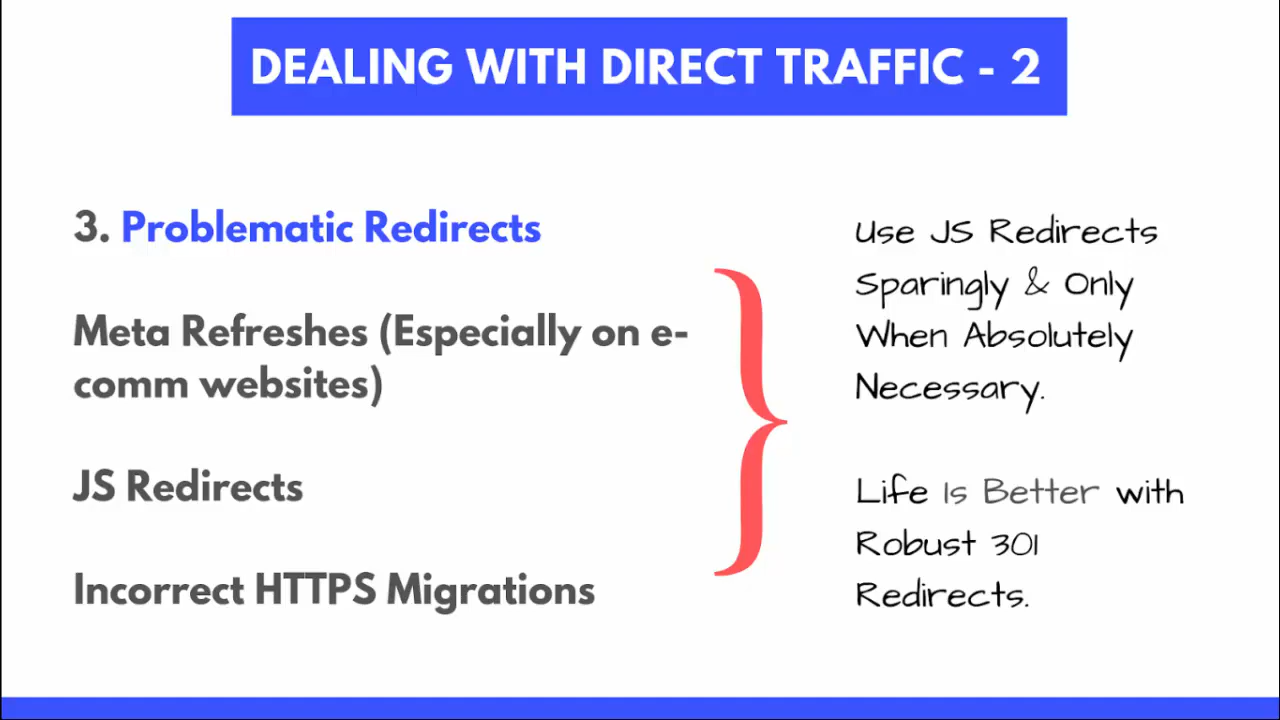 DEALING WITH DIRECT TRAFFIC - 2
3. Problematic Redirects
Meta Refreshes (Especially on e-
comm websites)
JS Redirects
Incorrect HTTPS Migrations
Use JS Redirects
Sparingly & Only
When Absolutely
Necessary.
Life Is Better with
Robust 301
Redirects.